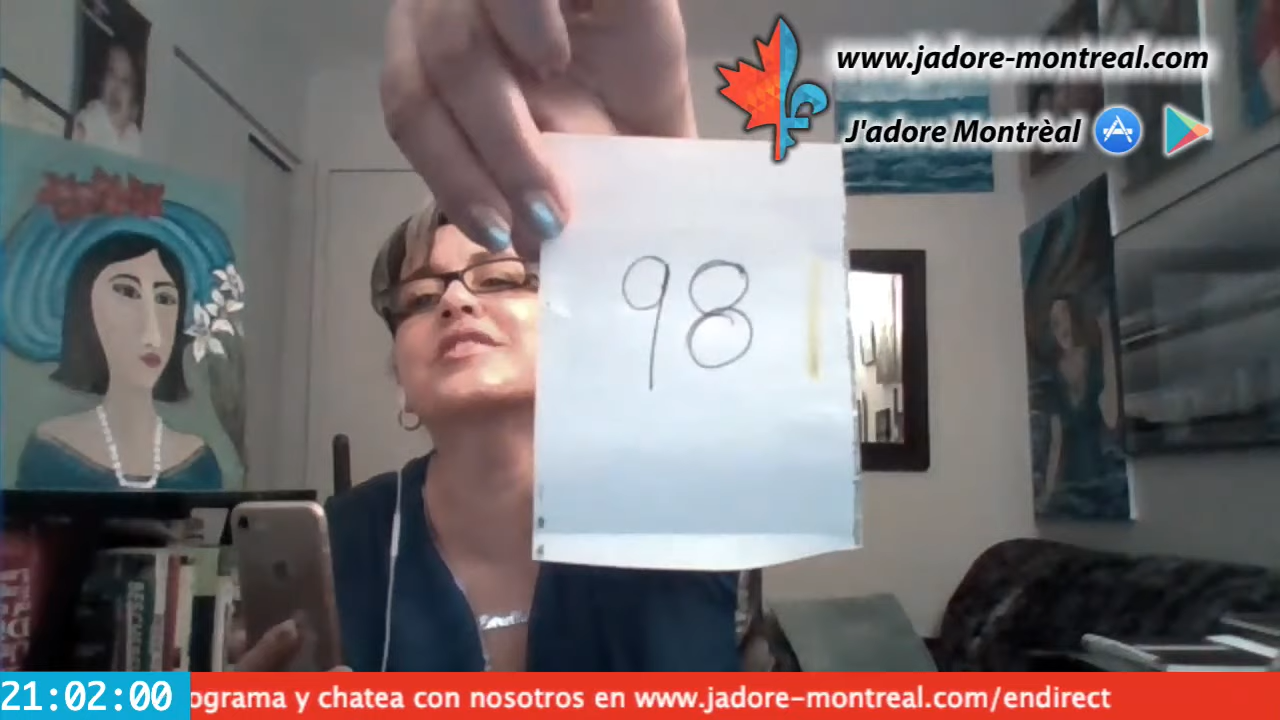 www.jadore-montreal.com
J'adore Montrèal
98
21:02:00
ograma y chatea con nosotros en www.jadore-montreal.com/endirect